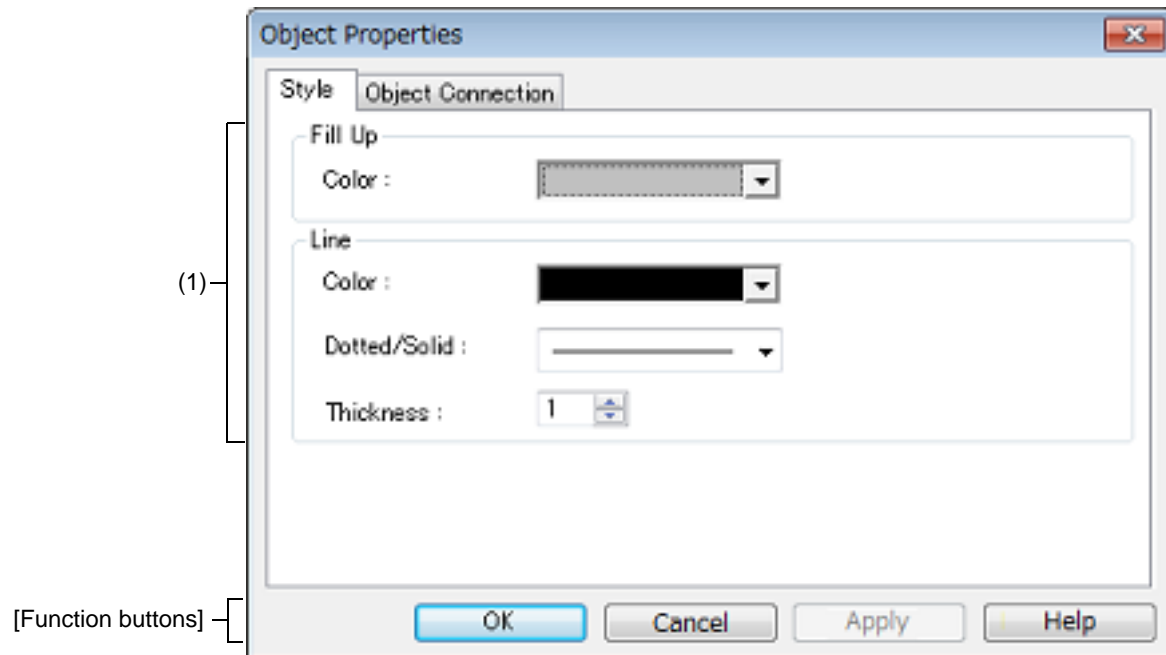 Object Properties
Style
Object Connection
Fill Up
Color :
Line
(1)
Color :
Dotted/Solid :
Thickness :
1
[Function buttons]
OK
Cancel
Apply
Help